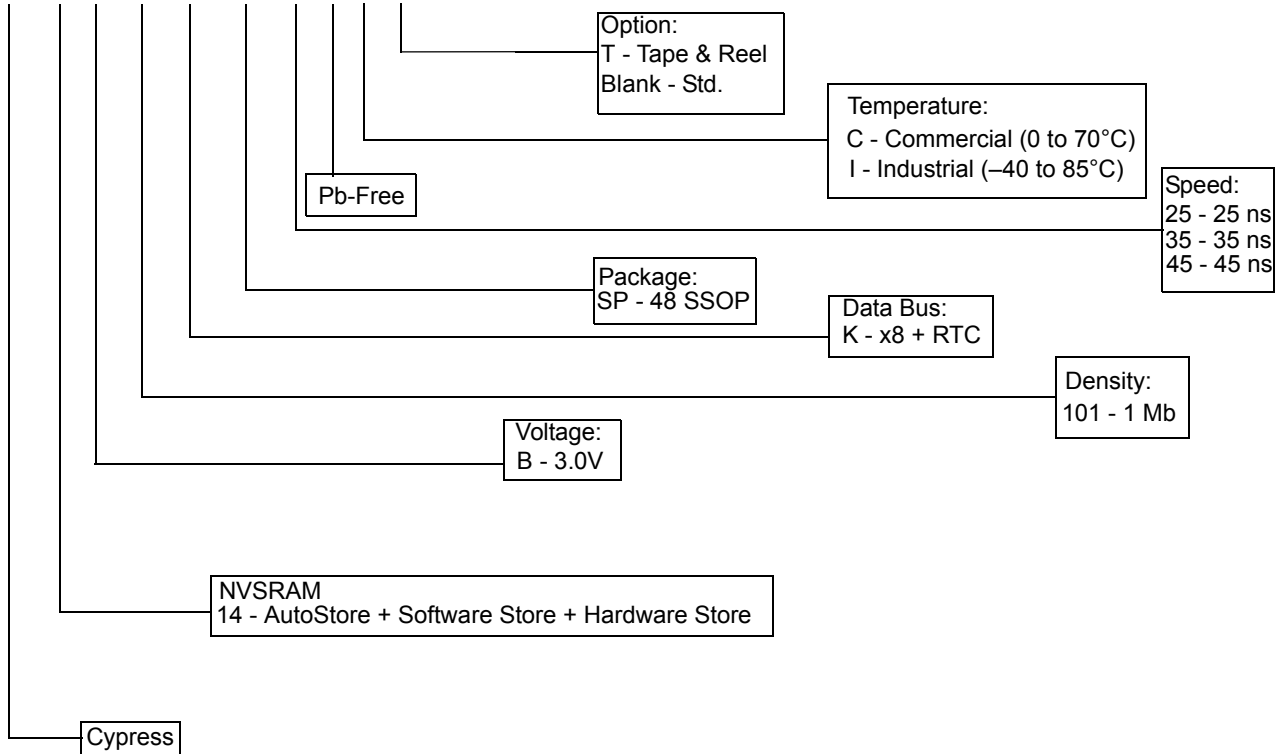 Option:
T - Tape & Reel
Blank - Std.
Temperature:
C - Commercial (0 to 70°C)
I - Industrial (–40 to 85°C)
Pb-Free
Speed:
25 - 25 ns
35 - 35 ns
45 - 45 ns
Package:
SP - 48 SSOP
Data Bus:
K - x8 + RTC
Density:
101 - 1 Mb
Voltage:
B - 3.0V
NVSRAM
14 - AutoStore + Software Store + Hardware Store
Cypress